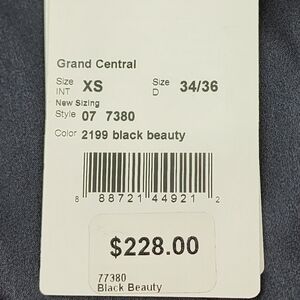 Grand Central
Size INT XS Size D 34/36
New Sizing
Style 07 7380
Color 2199 black beauty
8 88721 44921 2
$228.00
77380
Black Beauty